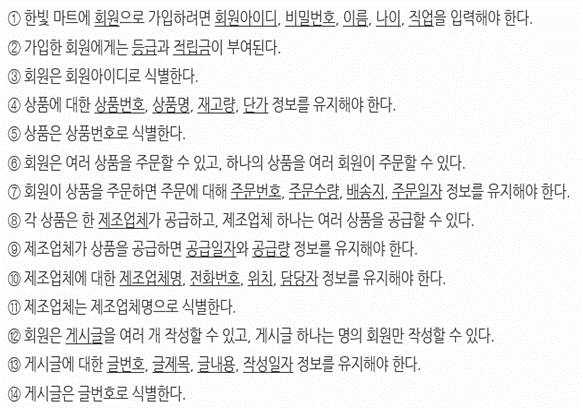 ① 한빛 마트에 회원으로 가입하려면 회원아이디, 비밀번호, 이름, 나이, 직업을 입력해야 한다.
② 가입한 회원에게는 등급과 적립금이 부여된다.
③ 회원은 회원아이디로 식별한다.
④ 상품에 대한 상품번호, 상품명, 재고량, 단가 정보를 유지해야 한다.
⑤ 상품은 상품번호로 식별한다.
⑥ 회원은 여러 상품을 주문할 수 있고, 하나의 상품을 여러 회원이 주문할 수 있다.
⑦ 회원이 상품을 주문하면 주문에 대해 주문번호, 주문수량, 배송지, 주문일자 정보를 유지해야 한다.
⑧ 각 상품은 한 제조업체가 공급하고, 제조업체 하나는 여러 상품을 공급할 수 있다.
⑨ 제조업체가 상품을 공급하면 공급일자와 공급량 정보를 유지해야 한다.
⑩ 제조업체에 대한 제조업체명, 전화번호, 위치, 담당자 정보를 유지해야 한다.
⑪ 제조업체는 제조업체명으로 식별한다.
⑫ 회원은 게시글을 여러 개 작성할 수 있고, 게시글 하나는 명의 회원만 작성할 수 있다.
⑬ 게시글에 대한 글번호, 글제목, 글내용, 작성일자 정보를 유지해야 한다.
⑭ 게시글은 글번호로 식별한다.